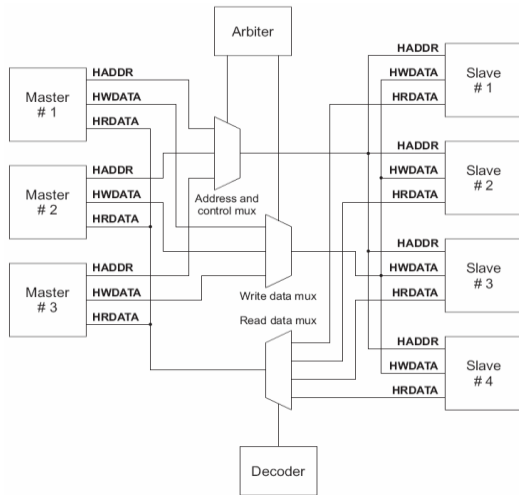 Arbiter
Master
# 1
HADDR
HWDATA
HRDATA
Master
# 2
HADDR
HWDATA
HRDATA
Master
# 3
HADDR
HWDATA
HRDATA
Address and
control mux
Write data mux
Read data mux
Decoder
HADDR
HWDATA
HRDATA
Slave
# 1
HADDR
HWDATA
HRDATA
Slave
# 2
HADDR
HWDATA
HRDATA
Slave
# 3
HADDR
HWDATA
HRDATA
Slave
# 4